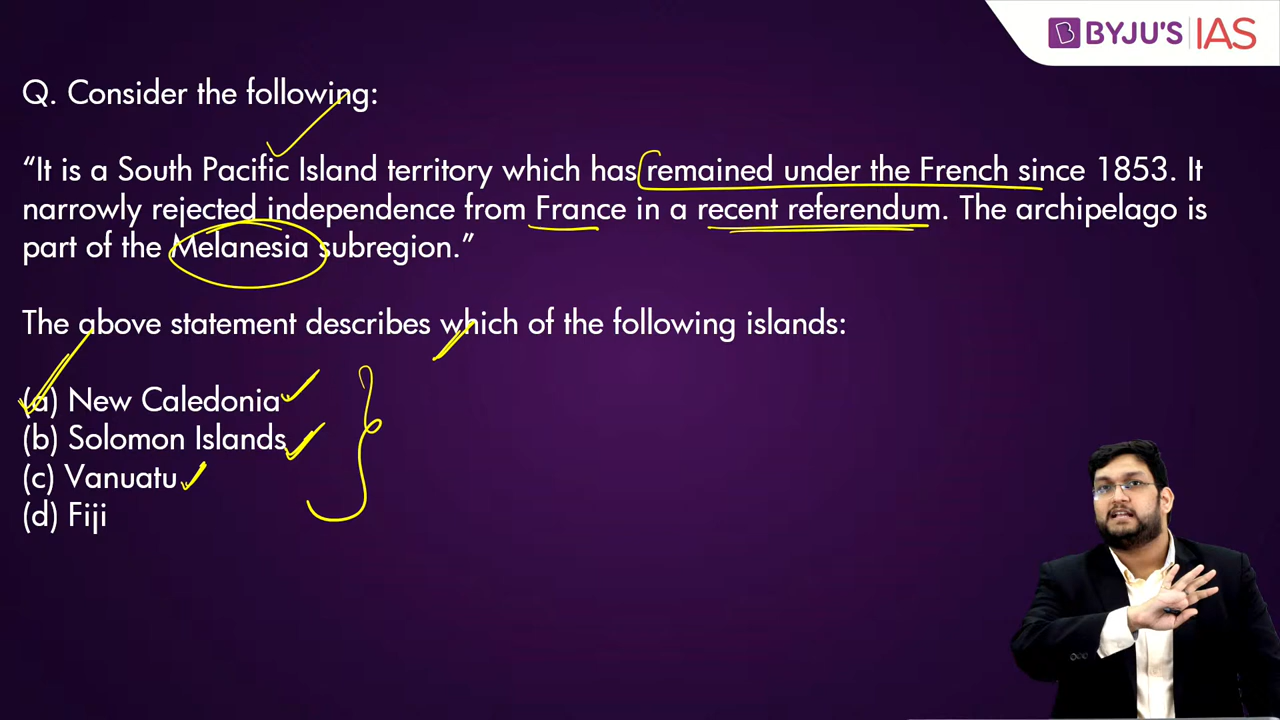 BYJU'S IAS
Q. Consider the following:
“It is a South Pacific Island territory which has remained under the French since 1853. It
narrowly rejected independence from France in a recent referendum. The archipelago is
part of the Melanesia subregion.”
The above statement describes which of the following islands:
(a) New Caledonia
(b) Solomon Islands
(c) Vanuatu
(d) Fiji